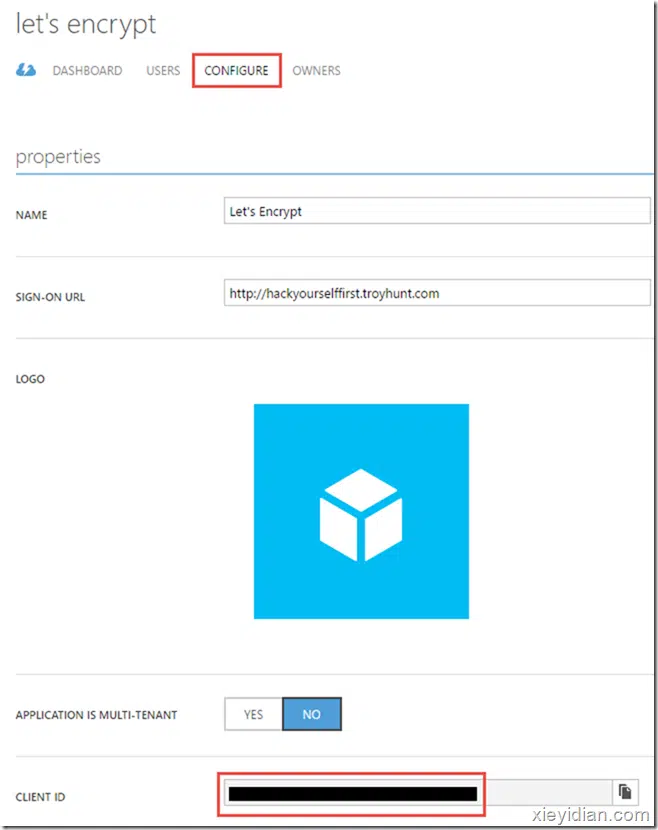 let's encrypt
DASHBOARD USERS CONFIGURE OWNERS
properties
NAME Let's Encrypt
SIGN-ON URL http://hackyourselffirst.troyhunt.com
LOGO
APPLICATION IS MULTI-TENANT YES NO
CLIENT ID
xieyidian.com